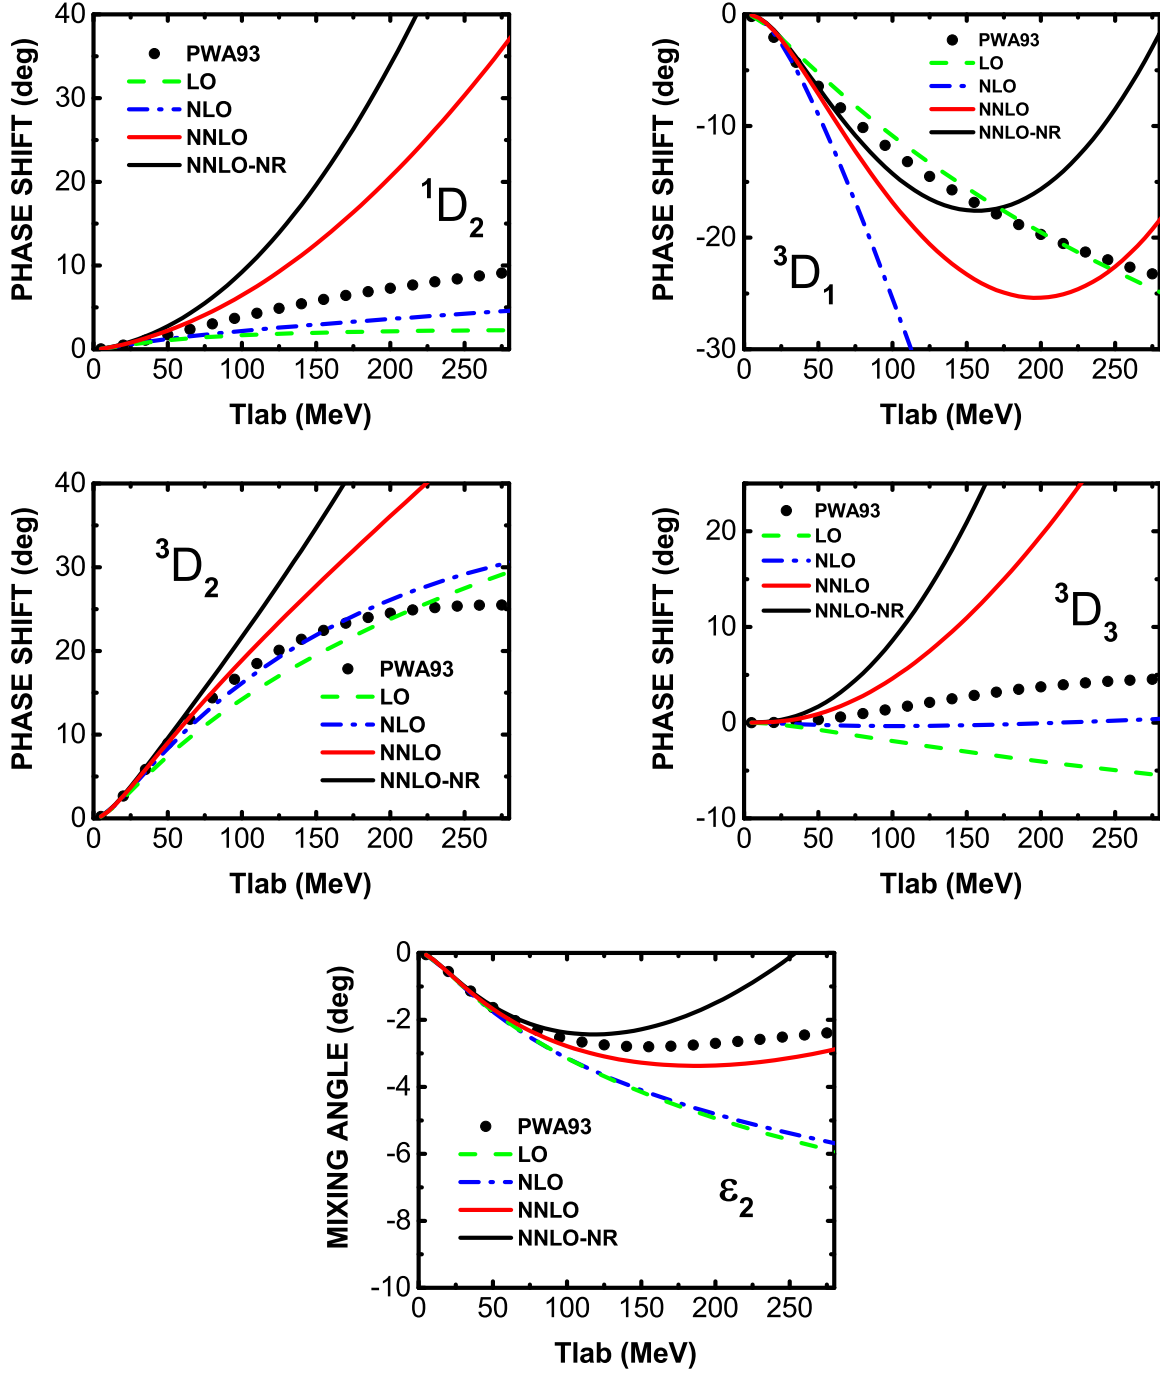 40
30
20
10
0
PHASE SHIFT (deg)
PWA93
LO
NLO
NNLO
NNLO-NR
¹D₂
0 50 100 150 200 250
Tlab (MeV)
0
-10
-20
-30
PHASE SHIFT (deg)
PWA93
LO
NLO
NNLO
NNLO-NR
³D₁
0 50 100 150 200 250
Tlab (MeV)
40
30
20
10
0
PHASE SHIFT (deg)
³D₂
PWA93
LO
NLO
NNLO
NNLO-NR
0 50 100 150 200 250
Tlab (MeV)
20
10
0
-10
PHASE SHIFT (deg)
PWA93
LO
NLO
NNLO
NNLO-NR
³D₃
0 50 100 150 200 250
Tlab (MeV)
0
-2
-4
-6
-8
-10
MIXING ANGLE (deg)
PWA93
LO
NLO
NNLO
NNLO-NR
ε₂
0 50 100 150 200 250
Tlab (MeV)